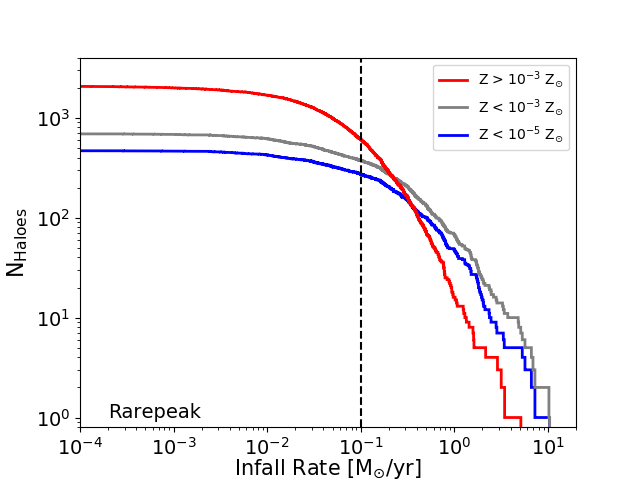 Z > 10⁻³ Z⊙
Z < 10⁻³ Z⊙
Z < 10⁻⁵ Z⊙
N_Haloes
10³
10²
10¹
10⁰
Rarepeak
10⁻⁴ 10⁻³ 10⁻² 10⁻¹ 10⁰ 10¹
Infall Rate [M⊙/yr]